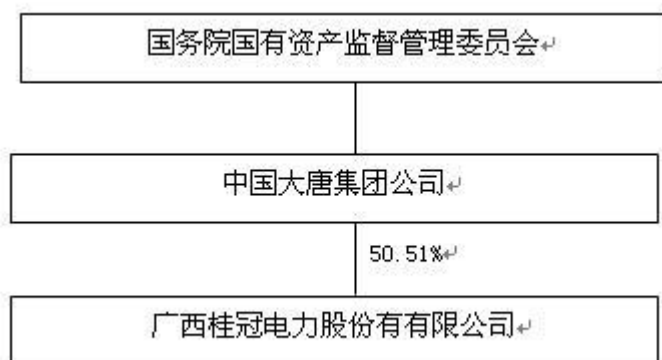 国务院国有资产监督管理委员会↵
中国大唐集团公司↵
50.51%↵
广西桂冠电力股份有有限公司↵